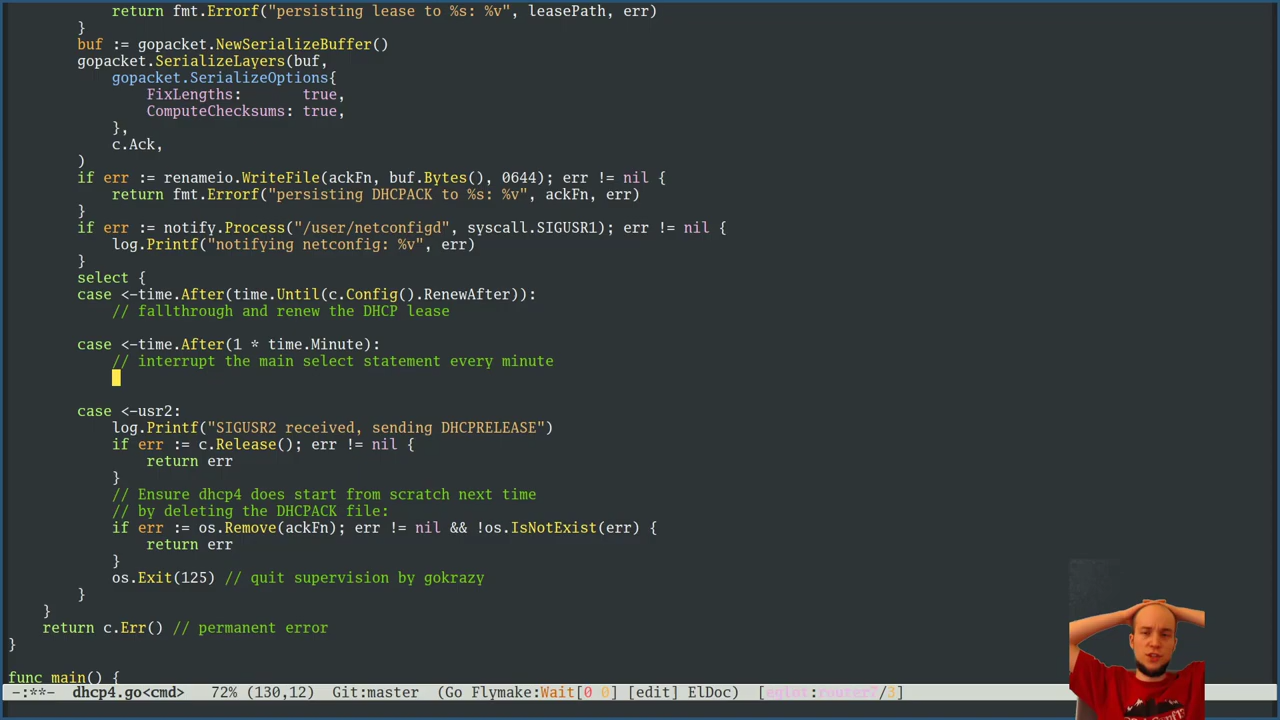 return fmt.Errorf("persisting lease to %s: %v", leasePath, err)
        }
        buf := gopacket.NewSerializeBuffer()
        gopacket.SerializeLayers(buf,
            gopacket.SerializeOptions{
                FixLengths:       true,
                ComputeChecksums: true,
            },
            c.Ack,
        )
        if err := renameio.WriteFile(ackFn, buf.Bytes(), 0644); err != nil {
            return fmt.Errorf("persisting DHCPACK to %s: %v", ackFn, err)
        }
        if err := notify.Process("/user/netconfigd", syscall.SIGUSR1); err != nil {
            log.Printf("notifying netconfig: %v", err)
        }
        select {
        case <-time.After(time.Until(c.Config().RenewAfter)):
            // fallthrough and renew the DHCP lease

        case <-time.After(1 * time.Minute):
            // interrupt the main select statement every minute

        case <-usr2:
            log.Printf("SIGUSR2 received, sending DHCPRELEASE")
            if err := c.Release(); err != nil {
                return err
            }
            // Ensure dhcp4 does start from scratch next time
            // by deleting the DHCPACK file:
            if err := os.Remove(ackFn); err != nil && !os.IsNotExist(err) {
                return err
            }
            os.Exit(125) // quit supervision by gokrazy
        }
    }
    return c.Err() // permanent error
}

func main() {
-:**-  dhcp4.go<cmd>   72% (130,12)   Git:master  (Go Flymake:Wait[0 0] [edit] ElDoc)  [eglot:router7/3]